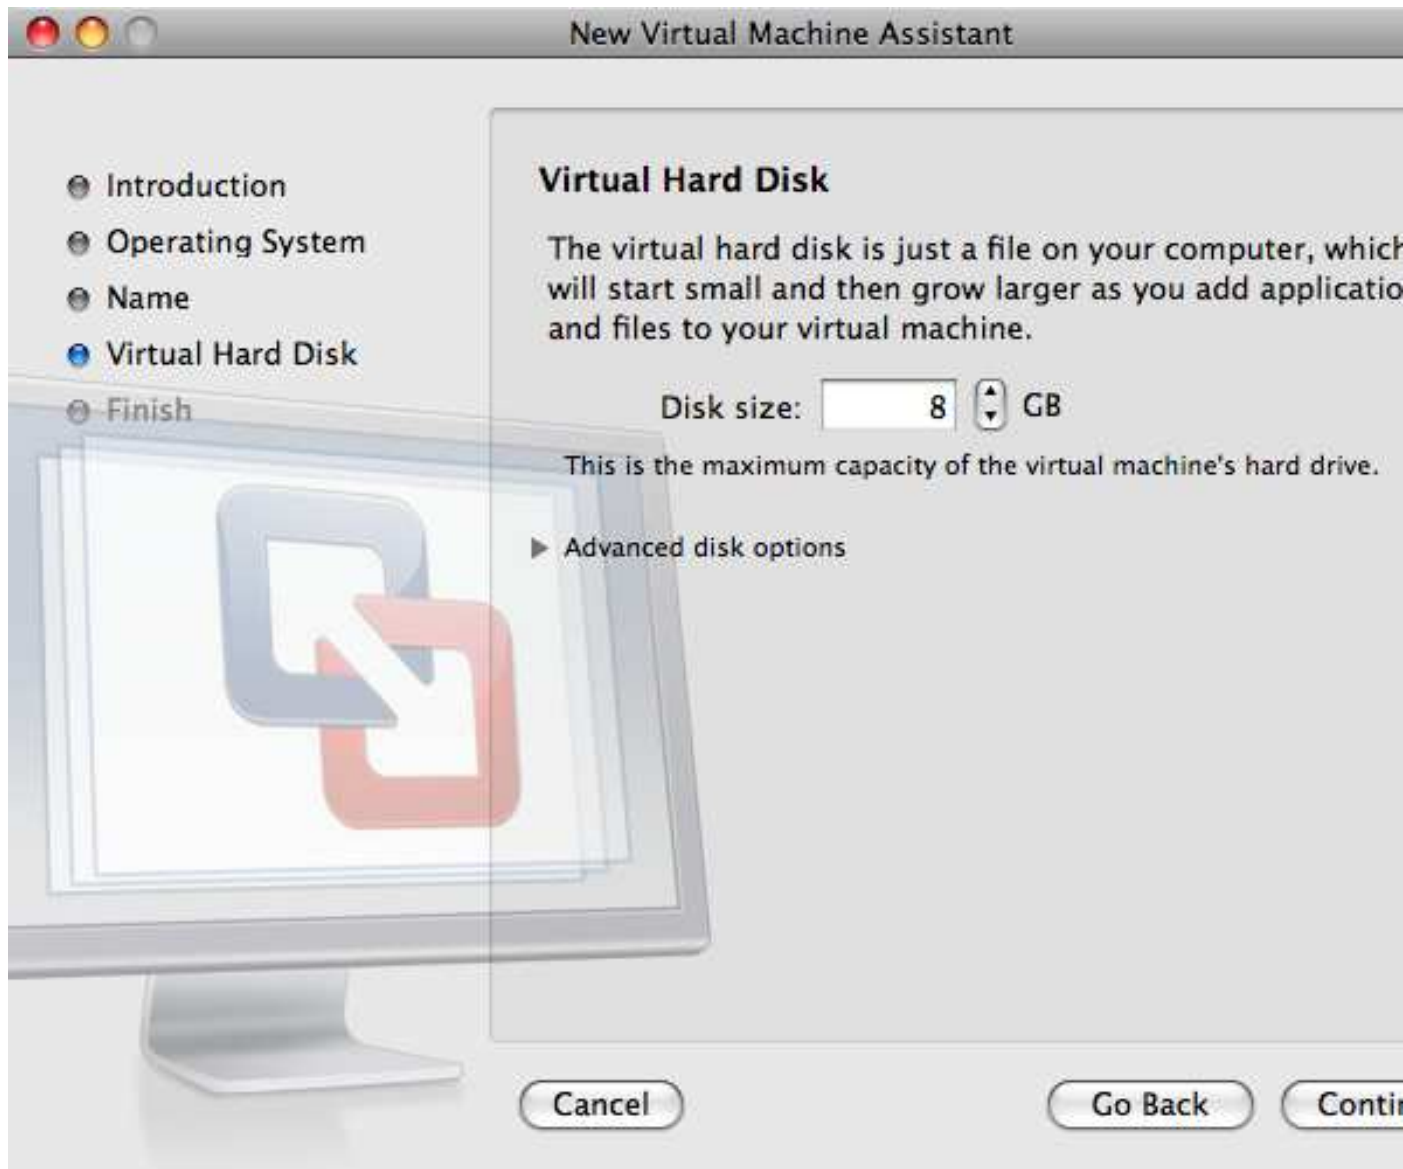 New Virtual Machine Assistant
Introduction
Operating System
Name
Virtual Hard Disk
Finish
Virtual Hard Disk
The virtual hard disk is just a file on your computer, which
will start small and then grow larger as you add applicatio
and files to your virtual machine.
Disk size: 8 GB
This is the maximum capacity of the virtual machine's hard drive.
Advanced disk options
Cancel
Go Back
Contin